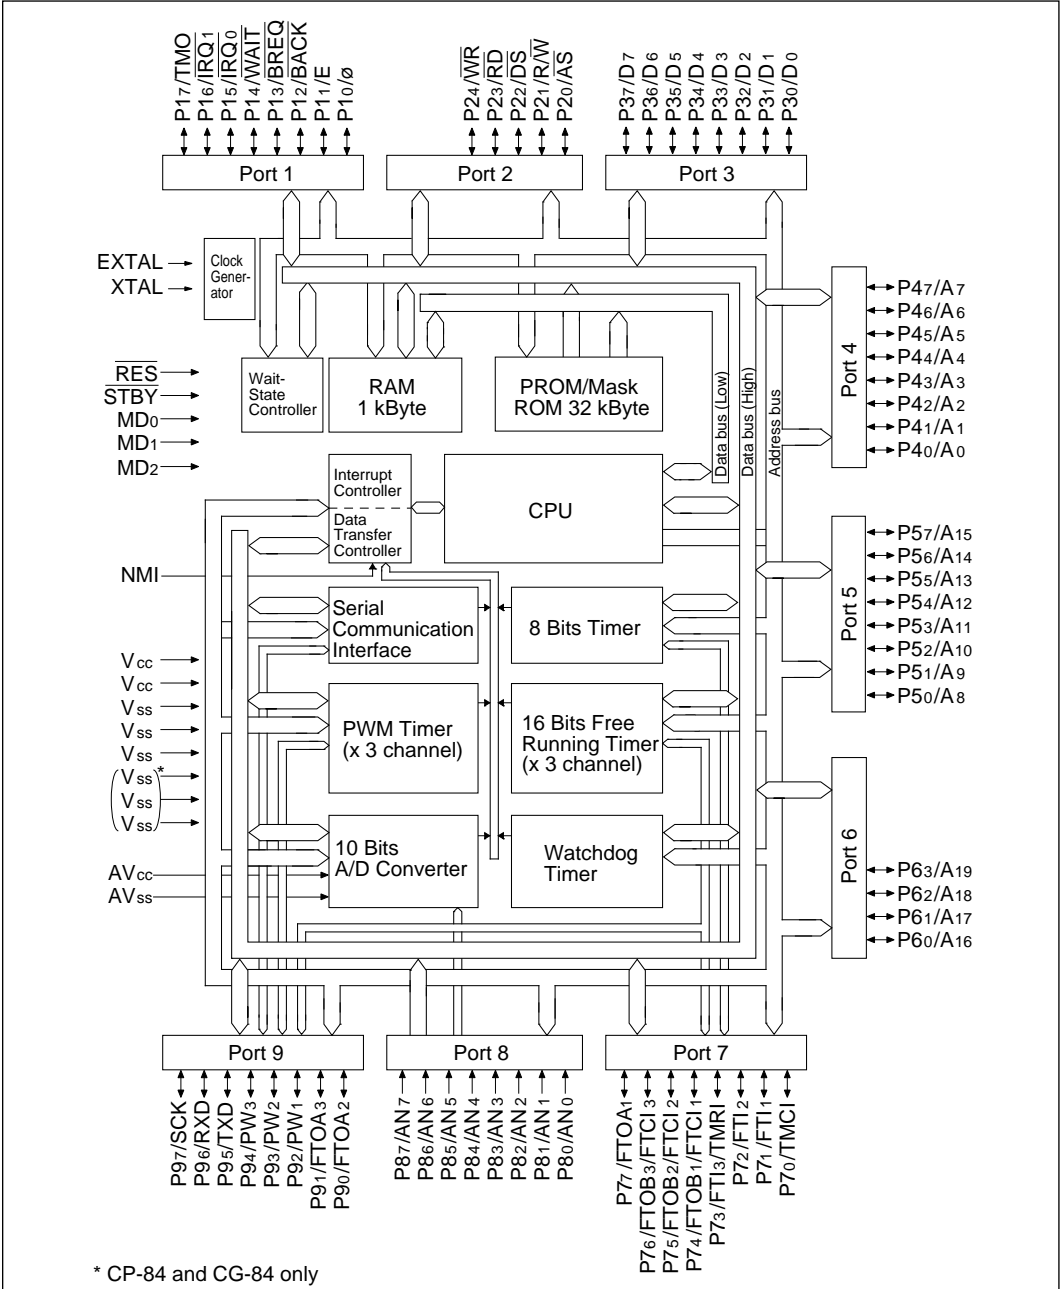 P17/TMO
P16/IRQ1
P15/IRQ0
P14/WAIT
P13/BREQ
P12/BACK
P11/E
P10/ø
P24/WR
P23/RD
P22/DS
P21/R/W
P20/AS
P37/D7
P36/D6
P35/D5
P34/D4
P33/D3
P32/D2
P31/D1
P30/D0
Port 1
Port 2
Port 3
EXTAL
XTAL
Clock
Gener-
ator
RES
STBY
MD0
MD1
MD2
Wait-
State
Controller
RAM
1 kByte
PROM/Mask
ROM 32 kByte
Data bus (Low)
Data bus (High)
Address bus
Port 4
P47/A7
P46/A6
P45/A5
P44/A4
P43/A3
P42/A2
P41/A1
P40/A0
Interrupt
Controller
Data
Transfer
Controller
CPU
NMI
Port 5
P57/A15
P56/A14
P55/A13
P54/A12
P53/A11
P52/A10
P51/A9
P50/A8
Serial
Communication
Interface
8 Bits Timer
Vcc
Vcc
Vss
Vss
Vss
(Vss)*
(Vss)
(Vss)
PWM Timer
(x 3 channel)
16 Bits Free
Running Timer
(x 3 channel)
AVcc
AVss
10 Bits
A/D Converter
Watchdog
Timer
Port 6
P63/A19
P62/A18
P61/A17
P60/A16
Port 9
Port 8
Port 7
P97/SCK
P96/RXD
P95/TXD
P94/PW3
P93/PW2
P92/PW1
P91/FTOA3
P90/FTOA2
P87/AN7
P86/AN6
P85/AN5
P84/AN4
P83/AN3
P82/AN2
P81/AN1
P80/AN0
P77/FTOA1
P76/FTOB3/FTCI3
P75/FTOB2/FTCI2
P74/FTOB1/FTCI1
P73/FTI3/TMRI
P72/FTI2
P71/FTI1
P70/TMCI
* CP-84 and CG-84 only